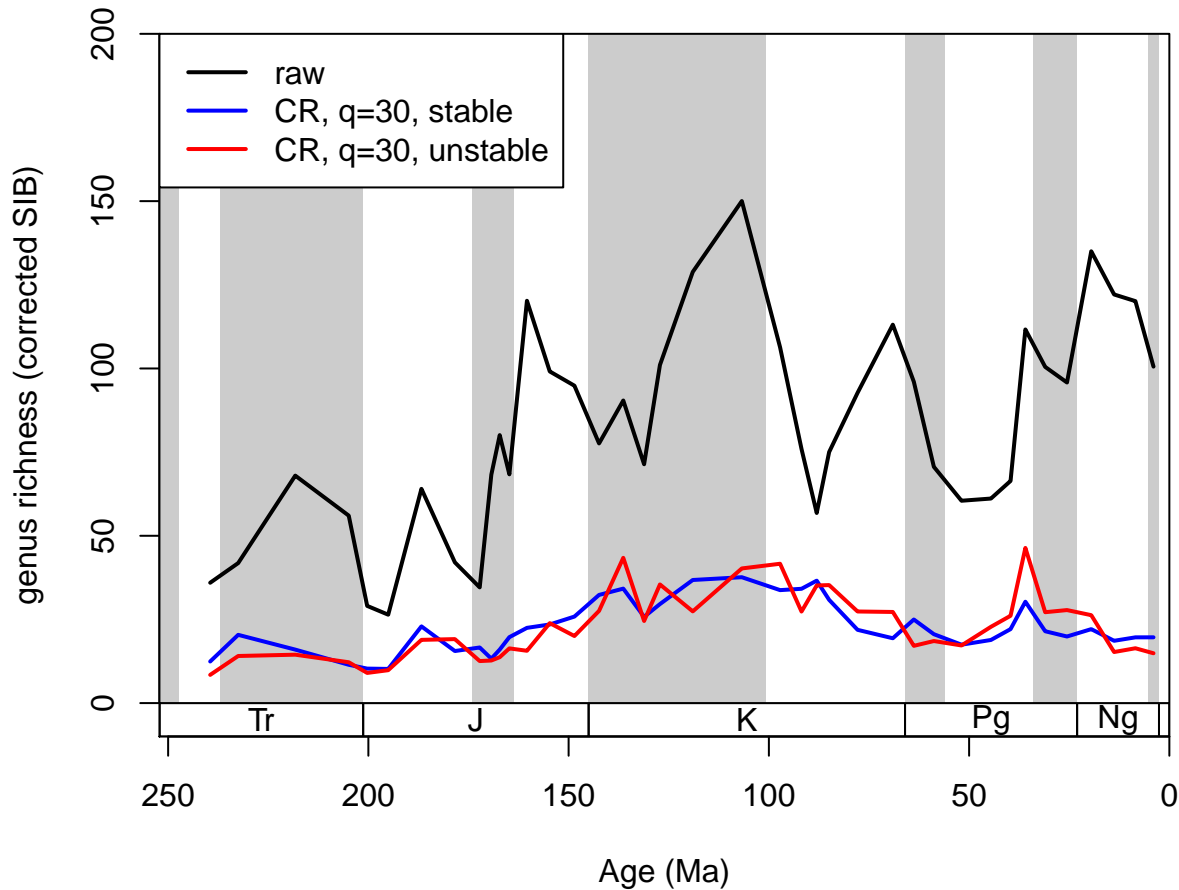 genus richness (corrected SIB)
200
150
100
50
0
raw
CR, q=30, stable
CR, q=30, unstable
Tr J K Pg Ng
250 200 150 100 50 0
Age (Ma)